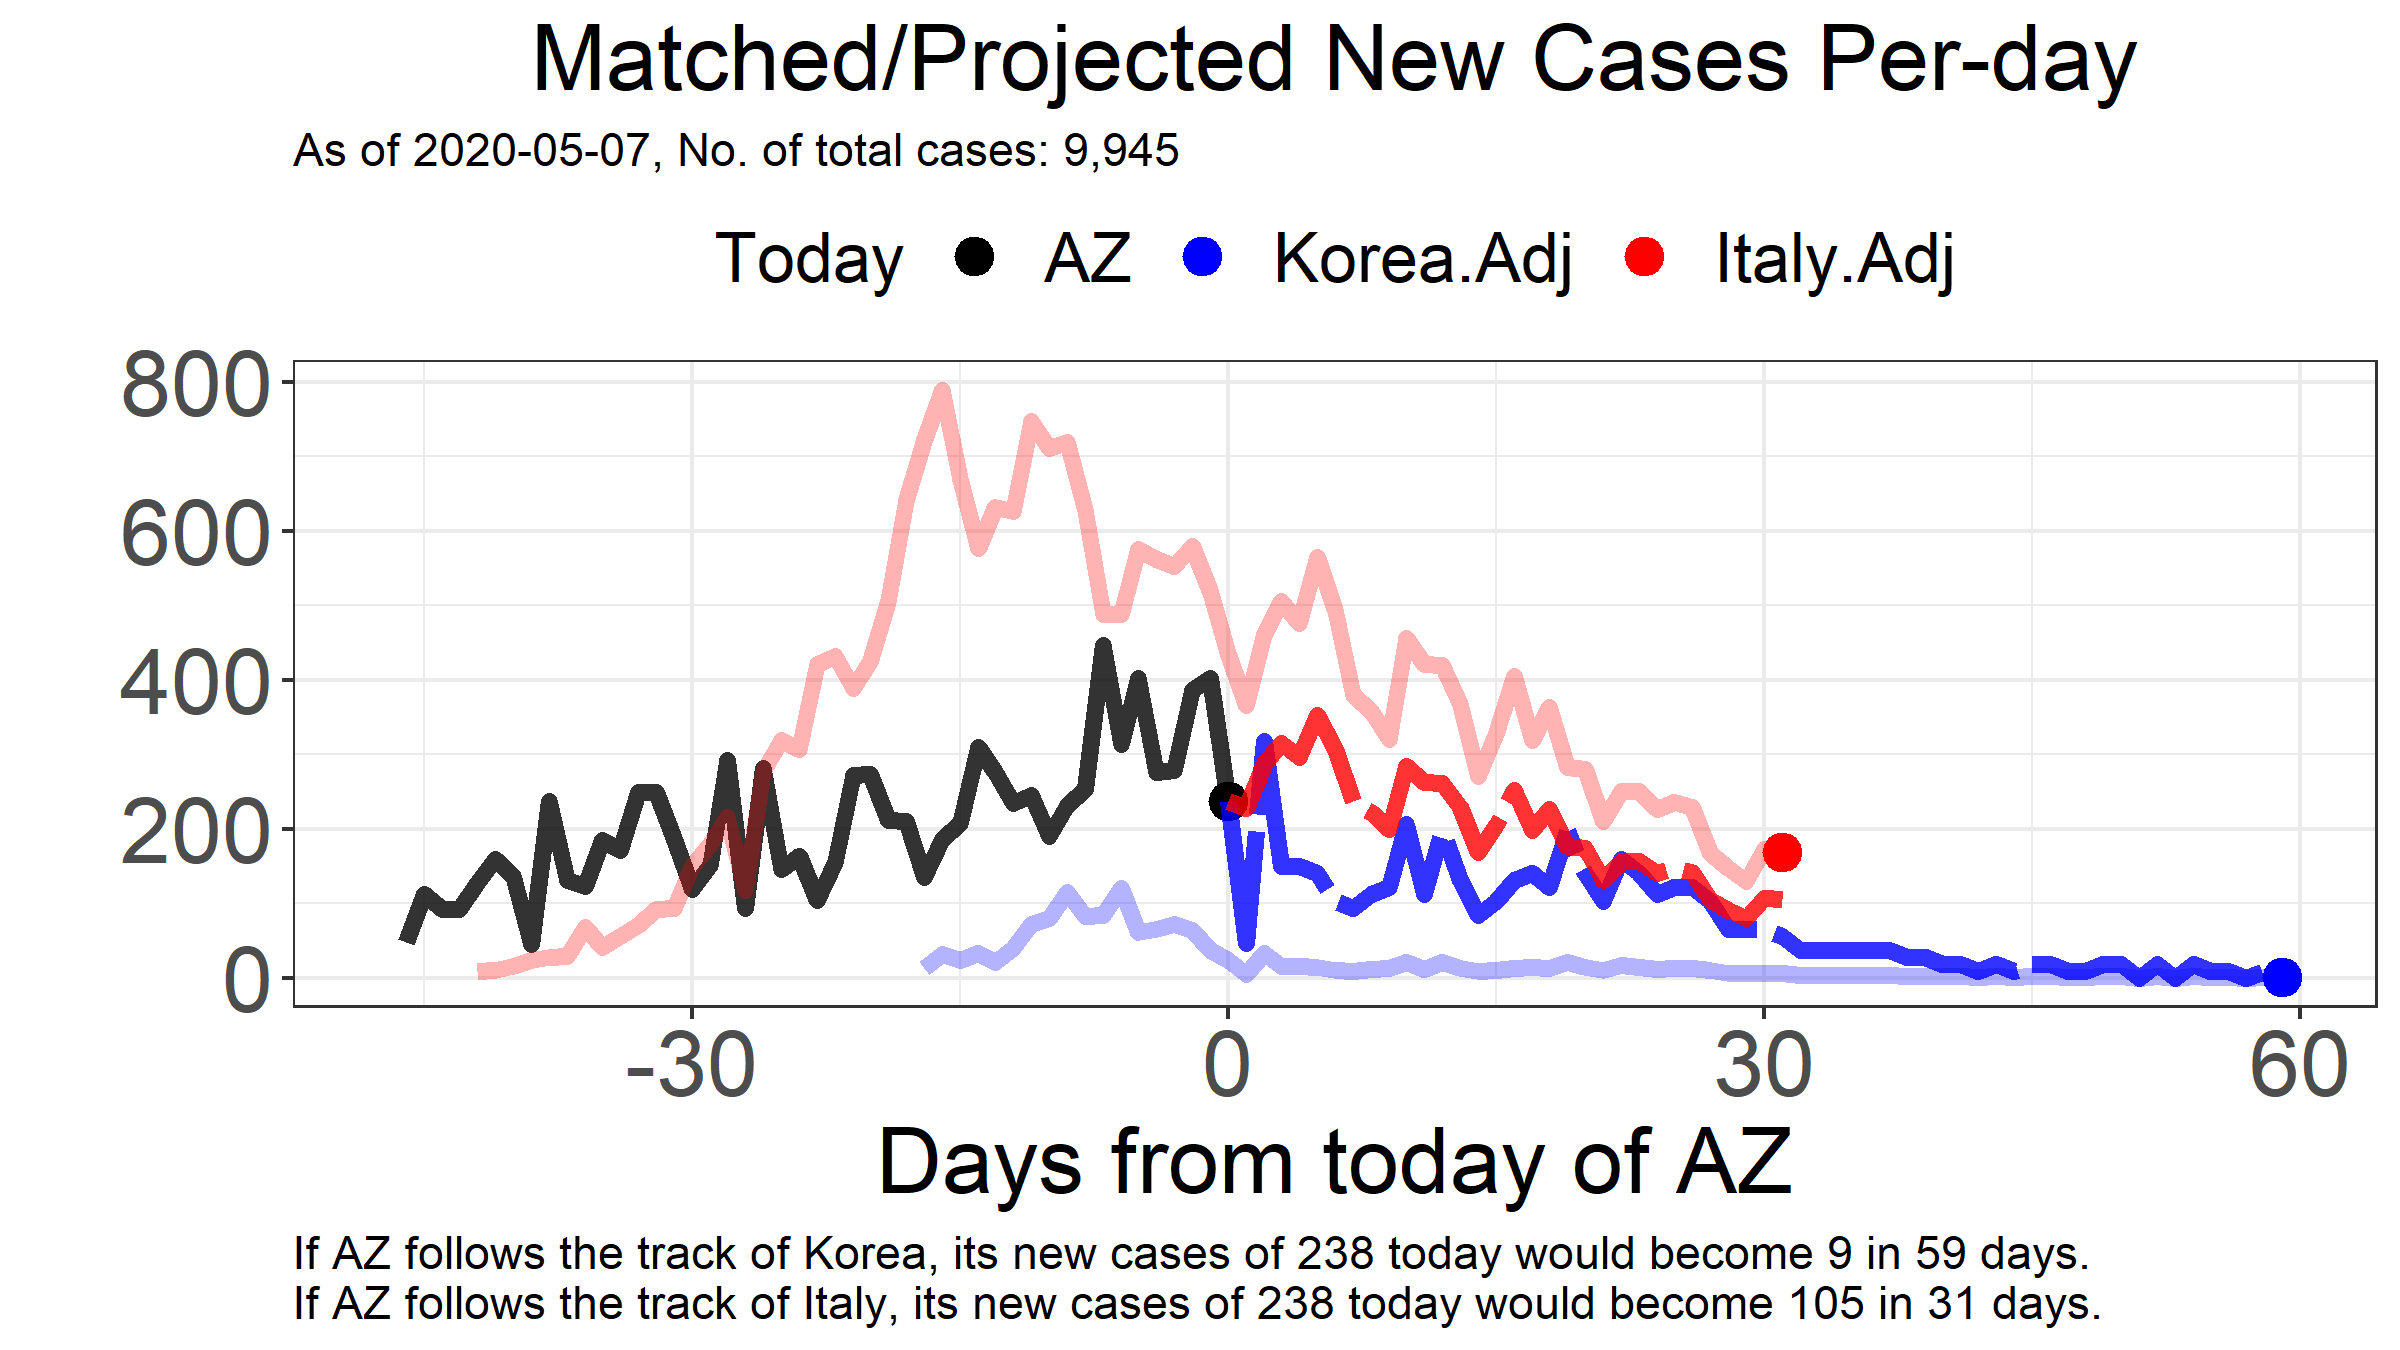 Matched/Projected New Cases Per-day
As of 2020-05-07, No. of total cases: 9,945
Today AZ Korea.Adj Italy.Adj
800
600
400
200
0
-30 0 30 60
Days from today of AZ
If AZ follows the track of Korea, its new cases of 238 today would become 9 in 59 days.
If AZ follows the track of Italy, its new cases of 238 today would become 105 in 31 days.